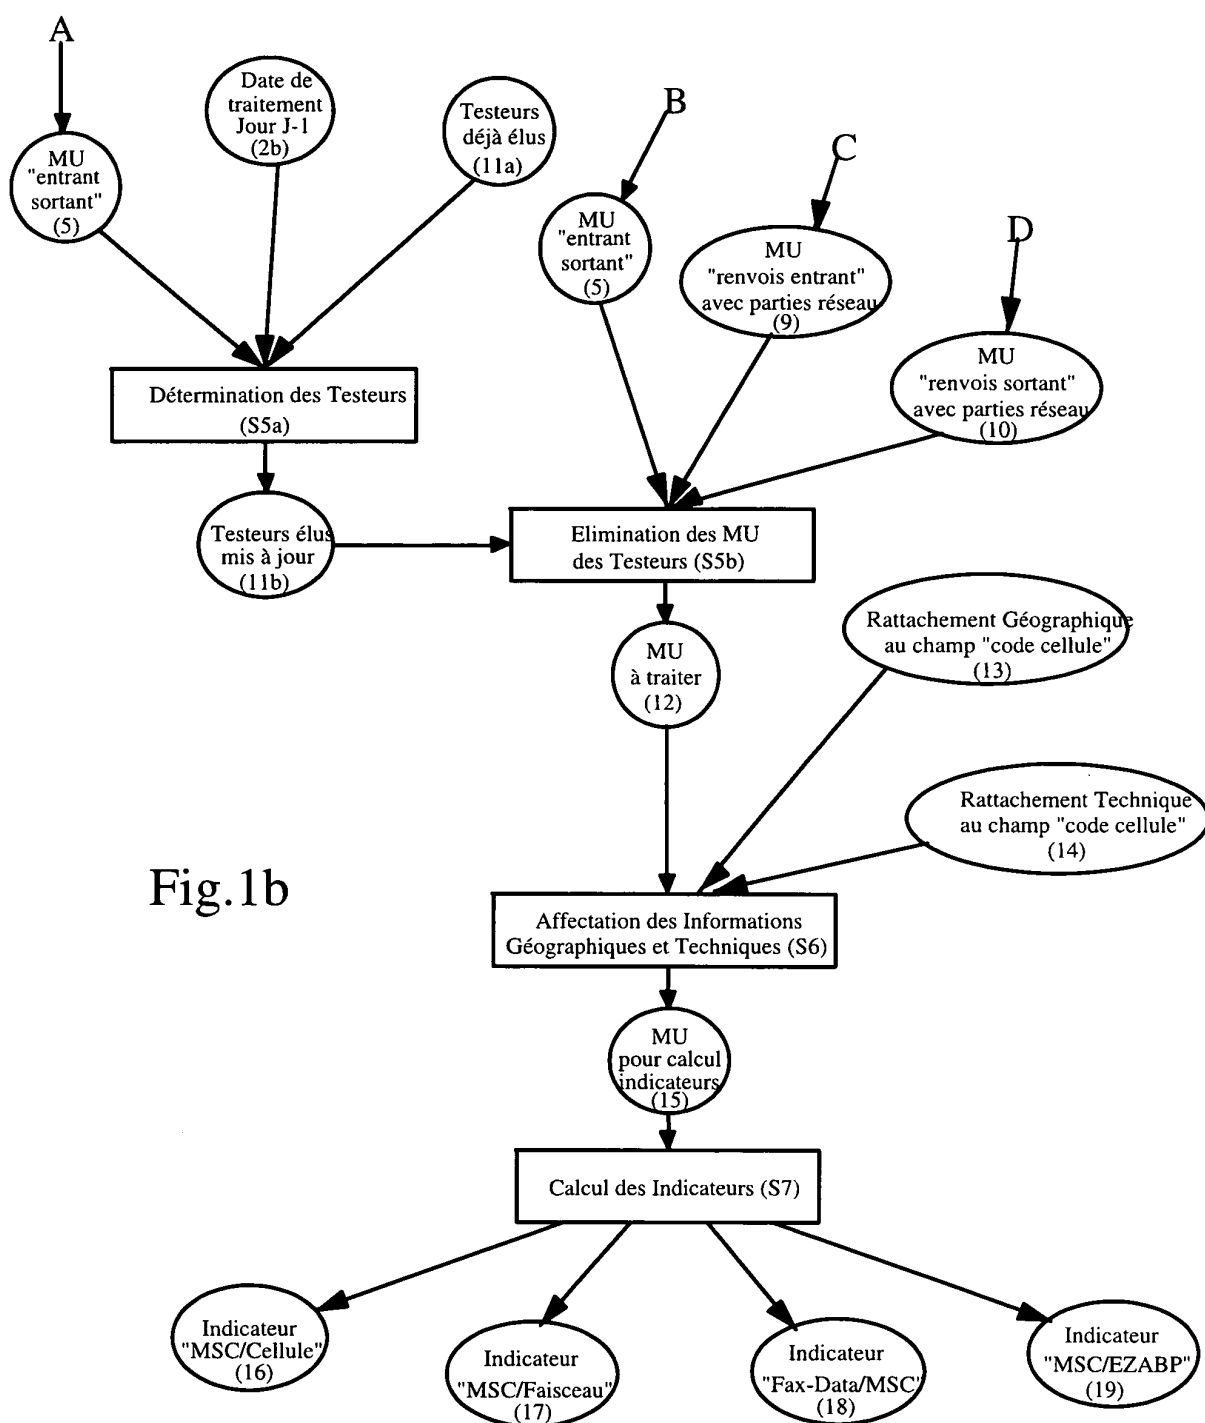 A
Date de
traitement
Jour J-1
(2b)
Testeurs
déjà élus
(11a)
B
C
D
MU
"entrant
sortant"
(5)
MU
"entrant
sortant"
(5)
MU
"renvois entrant"
avec parties réseau
(9)
MU
"renvois sortant"
avec parties réseau
(10)
Détermination des Testeurs
(S5a)
Testeurs élus
mis à jour
(11b)
Elimination des MU
des Testeurs (S5b)
MU
à traiter
(12)
Rattachement Géographique
au champ "code cellule"
(13)
Rattachement Technique
au champ "code cellule"
(14)
Fig.1b
Affectation des Informations
Géographiques et Techniques (S6)
MU
pour calcul
indicateurs
(15)
Calcul des Indicateurs (S7)
Indicateur
"MSC/Cellule"
(16)
Indicateur
"MSC/Faisceau"
(17)
Indicateur
"Fax-Data/MSC"
(18)
Indicateur
"MSC/EZABP"
(19)